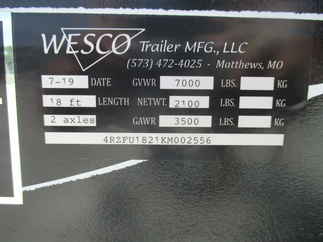 WESCO Trailer MFG., LLC
(573) 472-4025 - Matthews, MO
7-19 DATE GVWR 7000 LBS. KG
18 ft LENGTH NETWT. 2100 LBS. KG
2 axles GAWR 3500 LBS. KG
4RZFU1821KM002556